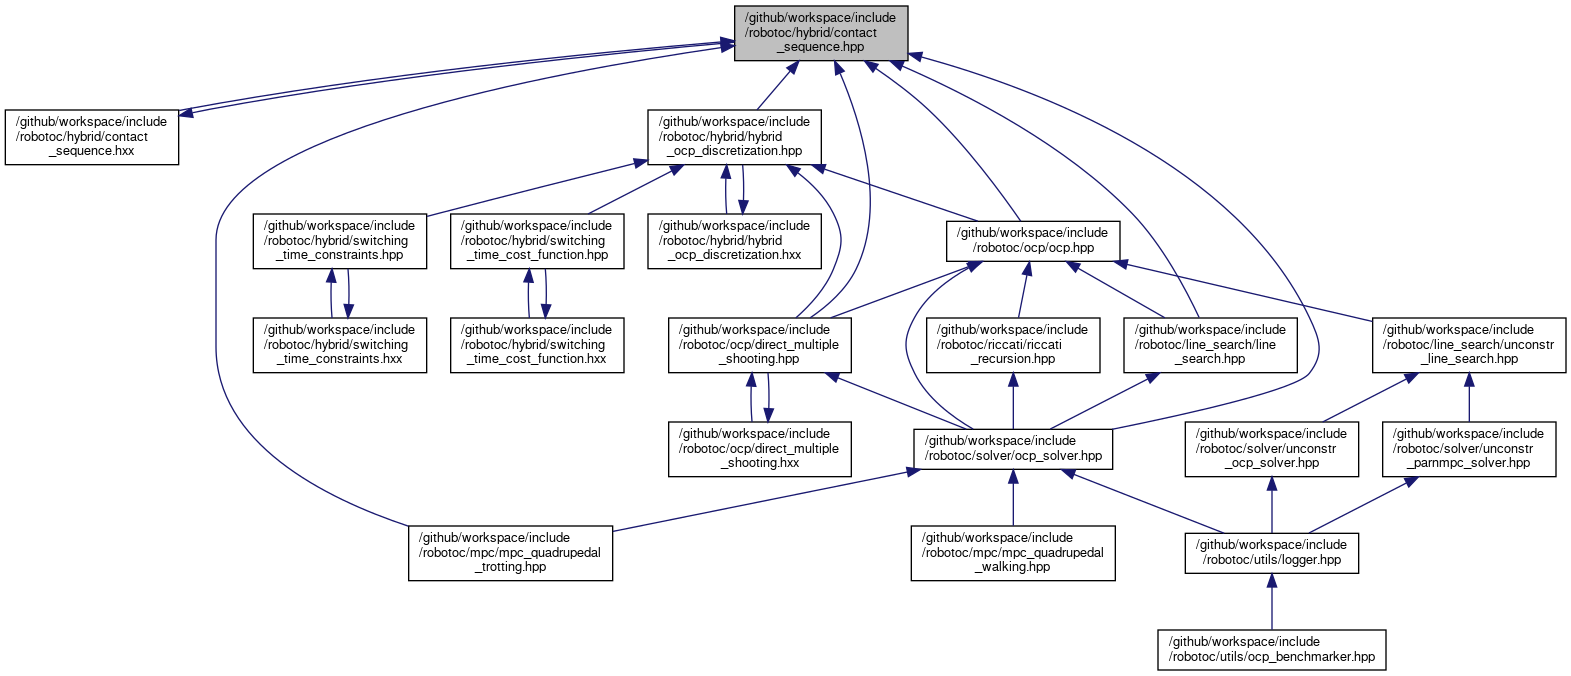 /github/workspace/include
/robotoc/hybrid/contact
_sequence.hpp
/github/workspace/include
/robotoc/hybrid/contact
_sequence.hxx
/github/workspace/include
/robotoc/hybrid/hybrid
_ocp_discretization.hpp
/github/workspace/include
/robotoc/hybrid/switching
_time_constraints.hpp
/github/workspace/include
/robotoc/hybrid/switching
_time_cost_function.hpp
/github/workspace/include
/robotoc/hybrid/hybrid
_ocp_discretization.hxx
/github/workspace/include
/robotoc/ocp/ocp.hpp
/github/workspace/include
/robotoc/hybrid/switching
_time_constraints.hxx
/github/workspace/include
/robotoc/hybrid/switching
_time_cost_function.hxx
/github/workspace/include
/robotoc/ocp/direct_multiple
_shooting.hpp
/github/workspace/include
/robotoc/riccati/riccati
_recursion.hpp
/github/workspace/include
/robotoc/line_search/line
_search.hpp
/github/workspace/include
/robotoc/line_search/unconstr
_line_search.hpp
/github/workspace/include
/robotoc/ocp/direct_multiple
_shooting.hxx
/github/workspace/include
/robotoc/solver/ocp_solver.hpp
/github/workspace/include
/robotoc/solver/unconstr
_ocp_solver.hpp
/github/workspace/include
/robotoc/solver/unconstr
_parnmpc_solver.hpp
/github/workspace/include
/robotoc/mpc/mpc_quadrupedal
_trotting.hpp
/github/workspace/include
/robotoc/mpc/mpc_quadrupedal
_walking.hpp
/github/workspace/include
/robotoc/utils/logger.hpp
/github/workspace/include
/robotoc/utils/ocp_benchmarker.hpp